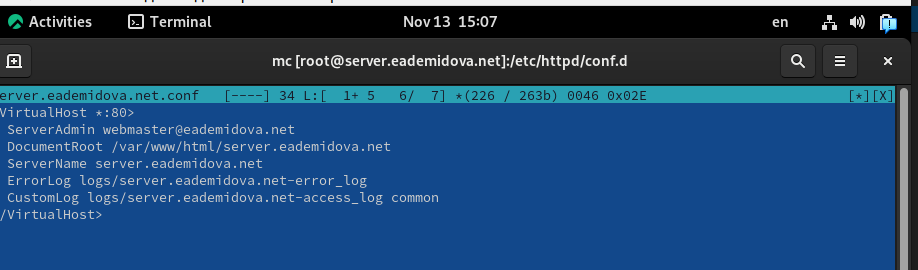 Activities Terminal Nov 13 15:07 en
mc [root@server.eademidova.net]:/etc/httpd/conf.d
erver.eademidova.net.conf [----] 34 L:[ 1+ 5 6/ 7] *(226 / 263b) 0046 0x02E [*][X]
VirtualHost *:80>
ServerAdmin webmaster@eademidova.net
DocumentRoot /var/www/html/server.eademidova.net
ServerName server.eademidova.net
ErrorLog logs/server.eademidova.net-error_log
CustomLog logs/server.eademidova.net-access_log common
/VirtualHost>